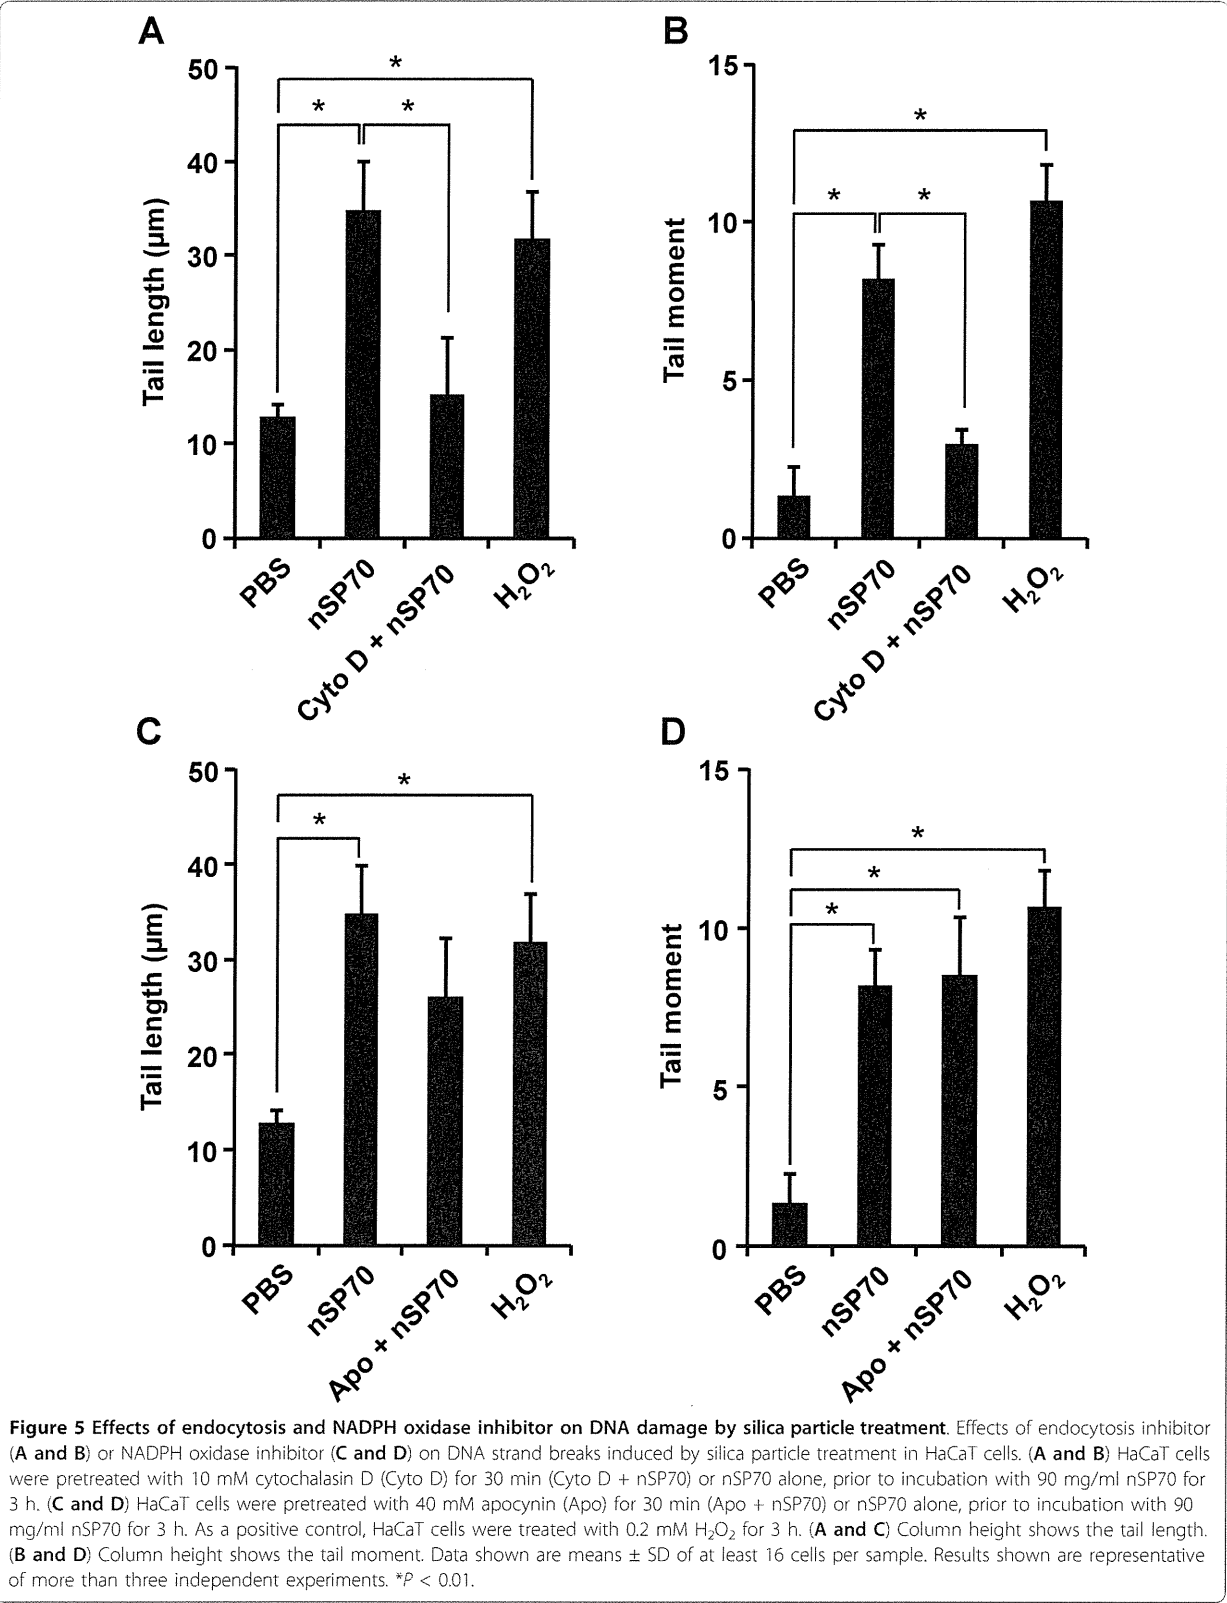 A
50
40
30
20
10
0
Tail length (µm)
*
*
*
PBS
nSP70
Cyto D + nSP70
H₂O₂
B
15
10
5
0
Tail moment
*
*
*
PBS
nSP70
Cyto D + nSP70
H₂O₂
C
50
40
30
20
10
0
Tail length (µm)
*
*
PBS
nSP70
Apo + nSP70
H₂O₂
D
15
10
5
0
Tail moment
*
*
*
PBS
nSP70
Apo + nSP70
H₂O₂
Figure 5 Effects of endocytosis and NADPH oxidase inhibitor on DNA damage by silica particle treatment. Effects of endocytosis inhibitor
(A and B) or NADPH oxidase inhibitor (C and D) on DNA strand breaks induced by silica particle treatment in HaCaT cells. (A and B) HaCaT cells
were pretreated with 10 mM cytochalasin D (Cyto D) for 30 min (Cyto D + nSP70) or nSP70 alone, prior to incubation with 90 mg/ml nSP70 for
3 h. (C and D) HaCaT cells were pretreated with 40 mM apocynin (Apo) for 30 min (Apo + nSP70) or nSP70 alone, prior to incubation with 90
mg/ml nSP70 for 3 h. As a positive control, HaCaT cells were treated with 0.2 mM H₂O₂ for 3 h. (A and C) Column height shows the tail length.
(B and D) Column height shows the tail moment. Data shown are means ± SD of at least 16 cells per sample. Results shown are representative
of more than three independent experiments. *P < 0.01.